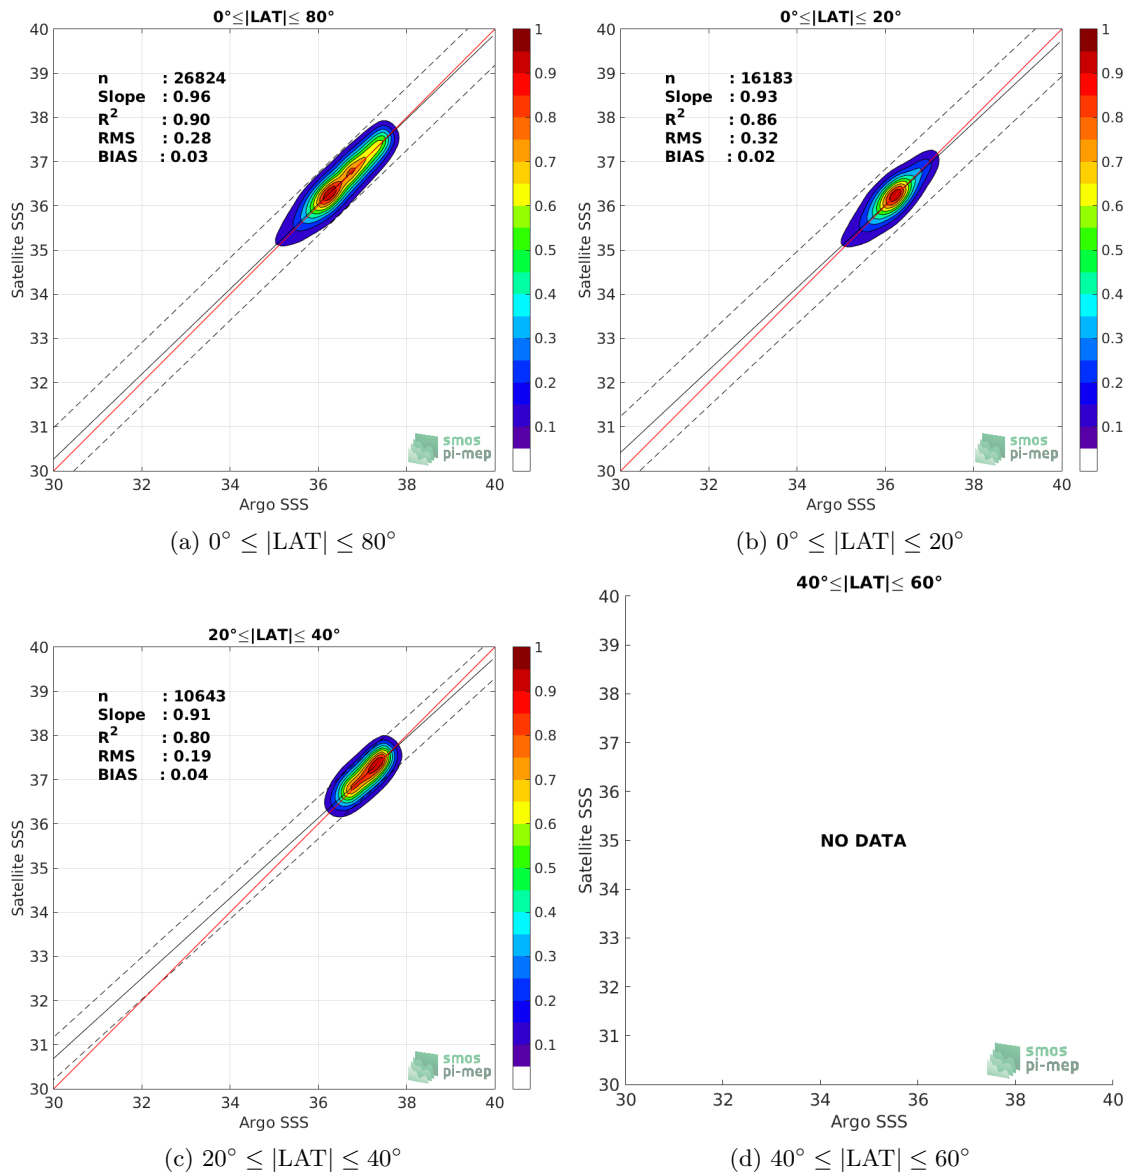 0°≤|LAT|≤ 80°
n : 26824
Slope : 0.96
R2 : 0.90
RMS : 0.28
BIAS : 0.03
40
39
38
37
36
35
34
33
32
31
30
Satellite SSS
30 32 34 36 38 40
Argo SSS
1
0.9
0.8
0.7
0.6
0.5
0.4
0.3
0.2
0.1
smos
pi-mep
(a) 0° ≤ |LAT| ≤ 80°
0°≤|LAT|≤ 20°
n : 16183
Slope : 0.93
R2 : 0.86
RMS : 0.32
BIAS : 0.02
40
39
38
37
36
35
34
33
32
31
30
Satellite SSS
30 32 34 36 38 40
Argo SSS
1
0.9
0.8
0.7
0.6
0.5
0.4
0.3
0.2
0.1
smos
pi-mep
(b) 0° ≤ |LAT| ≤ 20°
20°≤|LAT|≤ 40°
n : 10643
Slope : 0.91
R2 : 0.80
RMS : 0.19
BIAS : 0.04
40
39
38
37
36
35
34
33
32
31
30
Satellite SSS
30 32 34 36 38 40
Argo SSS
1
0.9
0.8
0.7
0.6
0.5
0.4
0.3
0.2
0.1
smos
pi-mep
(c) 20° ≤ |LAT| ≤ 40°
40°≤|LAT|≤ 60°
40
39
38
37
36
35
34
33
32
31
30
Satellite SSS
NO DATA
30 32 34 36 38 40
Argo SSS
smos
pi-mep
(d) 40° ≤ |LAT| ≤ 60°